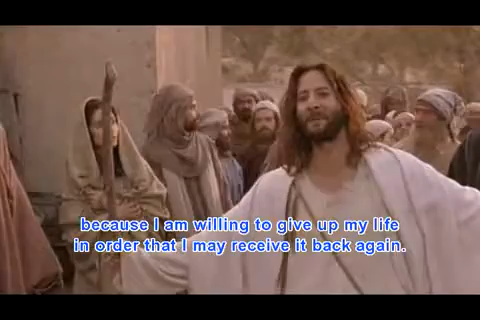 because I am willing to give up my life
in order that I may receive it back again.